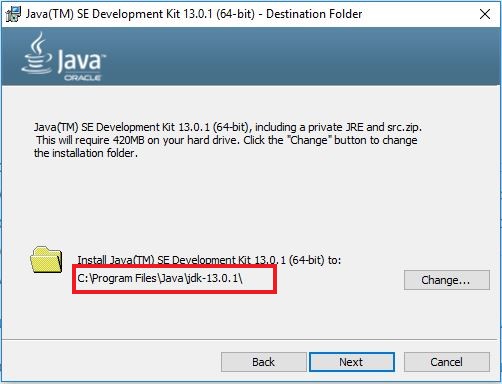 Java(TM) SE Development Kit 13.0.1 (64-bit) - Destination Folder
Java
ORACLE
Java(TM) SE Development Kit 13.0.1 (64-bit), including a private JRE and src.zip.
This will require 420MB on your hard drive. Click the "Change" button to change
the installation folder.
Install Java(TM) SE Development Kit 13.0.1 (64-bit) to:
C:\Program Files\Java\jdk-13.0.1\
Change...
Back
Next
Cancel